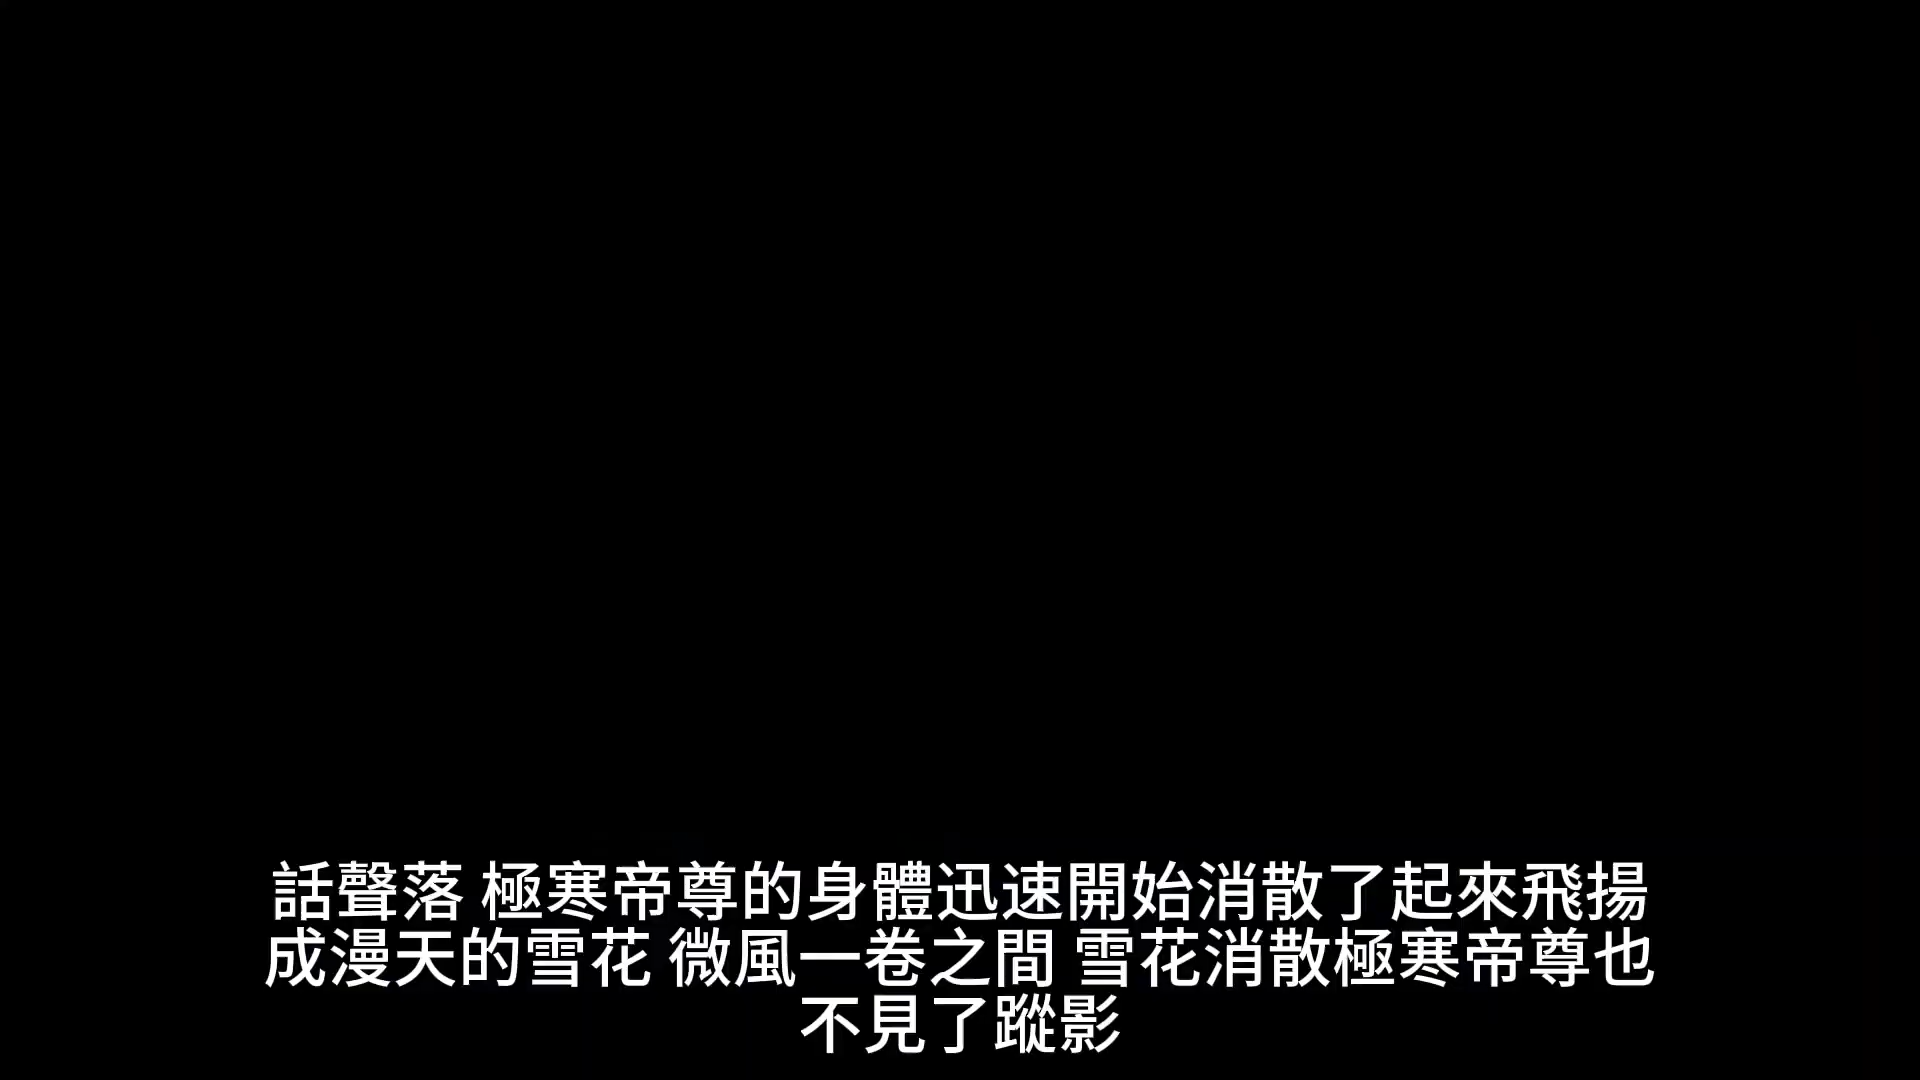 話聲落 極寒帝尊的身體迅速開始消散了起來飛揚
成漫天的雪花 微風一卷之間 雪花消散極寒帝尊也
不見了蹤影